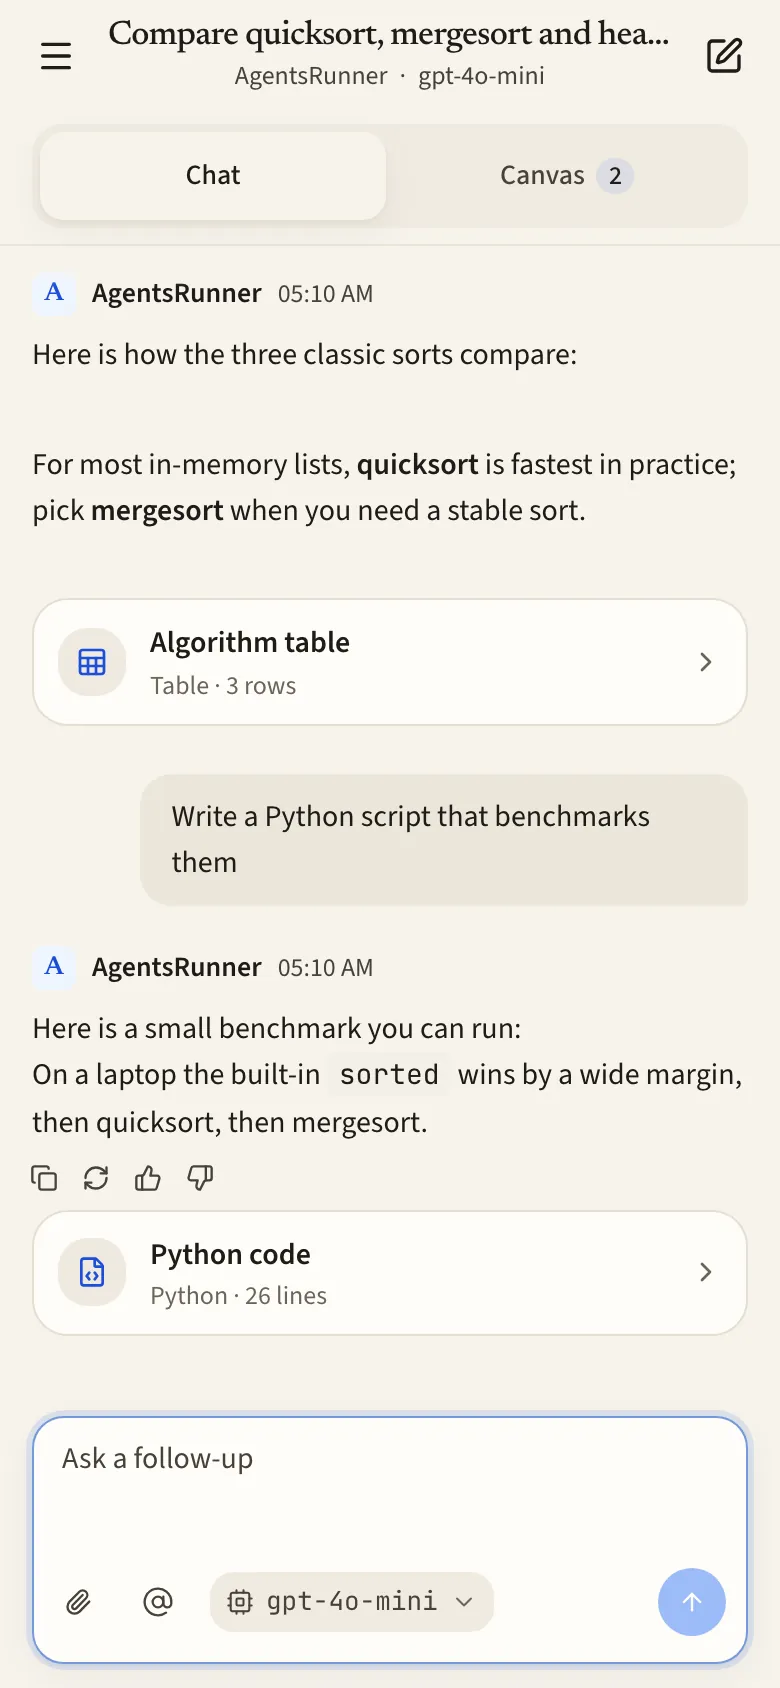 Compare quicksort, mergesort and hea...
AgentsRunner · gpt-4o-mini
Chat
Canvas 2
A AgentsRunner 05:10 AM
Here is how the three classic sorts compare:
For most in-memory lists, quicksort is fastest in practice;
pick mergesort when you need a stable sort.
Algorithm table
Table · 3 rows
Write a Python script that benchmarks
them
A AgentsRunner 05:10 AM
Here is a small benchmark you can run:
On a laptop the built-in sorted wins by a wide margin,
then quicksort, then mergesort.
Python code
Python · 26 lines
Ask a follow-up
gpt-4o-mini